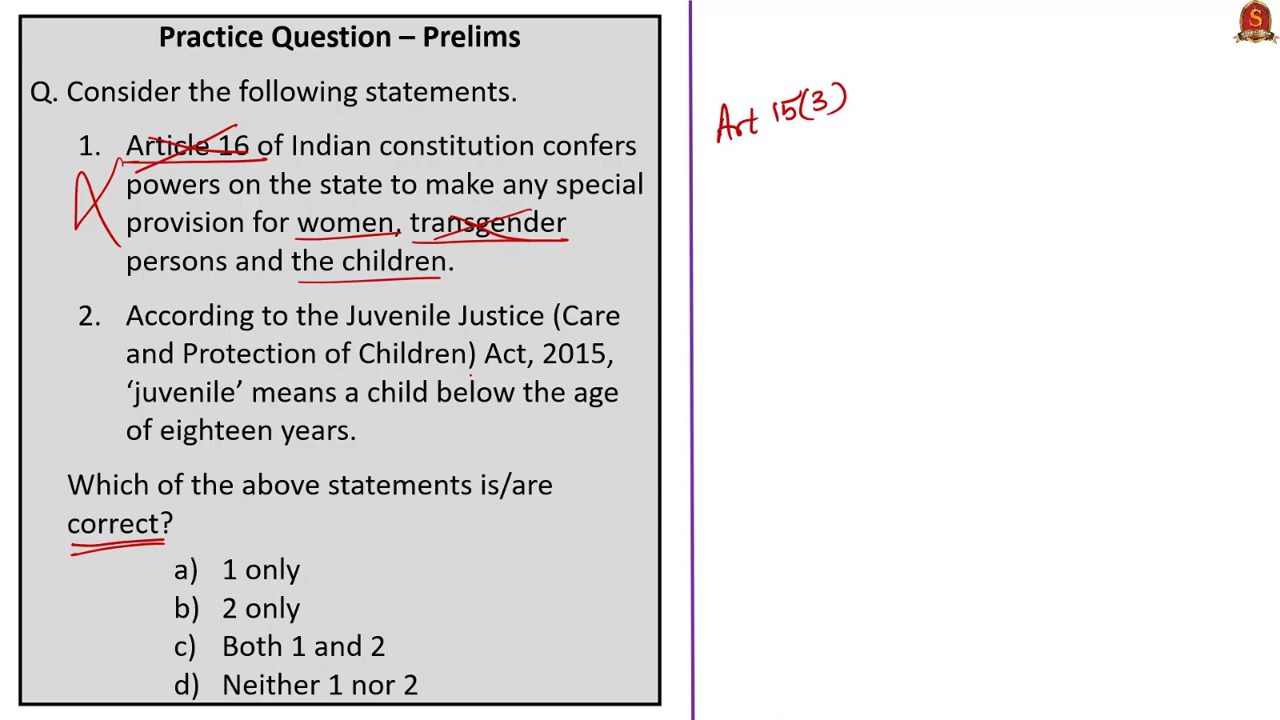 Practice Question – Prelims
Q. Consider the following statements.
1. Article 16 of Indian constitution confers
powers on the state to make any special
provision for women, transgender
persons and the children.
2. According to the Juvenile Justice (Care
and Protection of Children) Act, 2015,
‘juvenile’ means a child below the age
of eighteen years.
Which of the above statements is/are
correct?
a) 1 only
b) 2 only
c) Both 1 and 2
d) Neither 1 nor 2
Art 15(3)
S